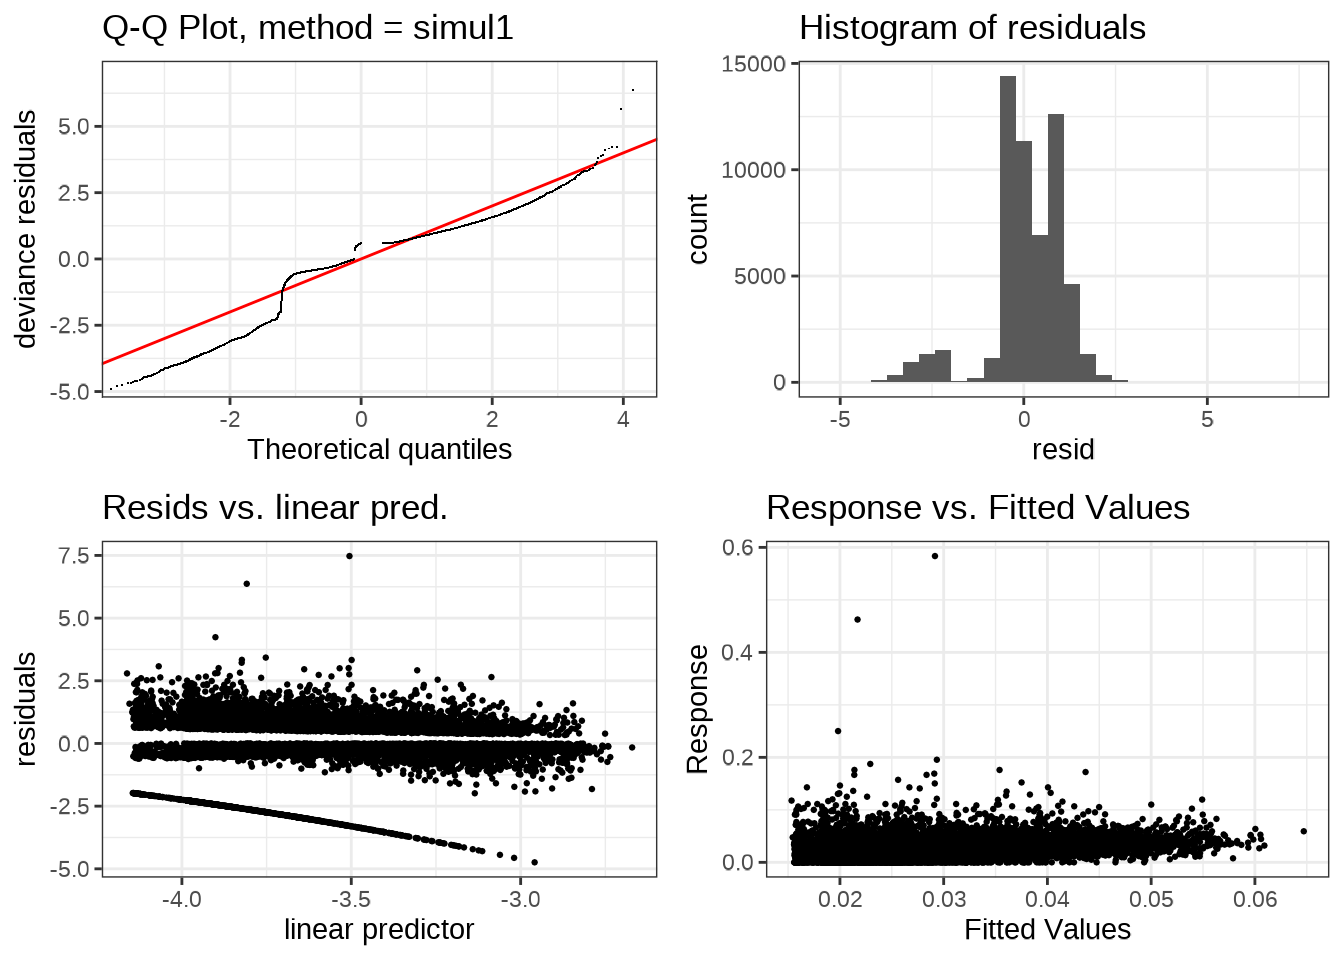 Q-Q Plot, method = simul1
deviance residuals
5.0
2.5
0.0
-2.5
-5.0
-2 0 2 4
Theoretical quantiles
Histogram of residuals
count
15000
10000
5000
0
-5 0 5
resid
Resids vs. linear pred.
residuals
7.5
5.0
2.5
0.0
-2.5
-5.0
-4.0 -3.5 -3.0
linear predictor
Response vs. Fitted Values
Response
0.6
0.4
0.2
0.0
0.02 0.03 0.04 0.05 0.06
Fitted Values